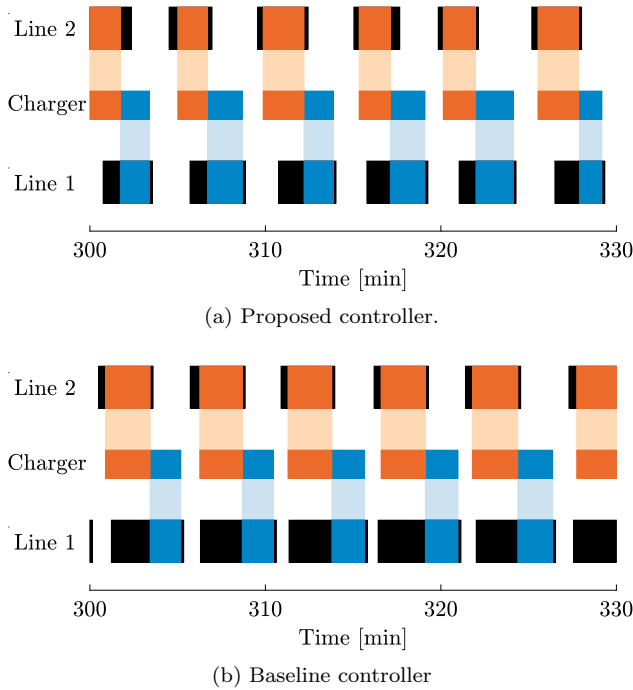 Line 2
Charger
Line 1
300 310 320 330
Time [min]
(a) Proposed controller.
Line 2
Charger
Line 1
300 310 320 330
Time [min]
(b) Baseline controller